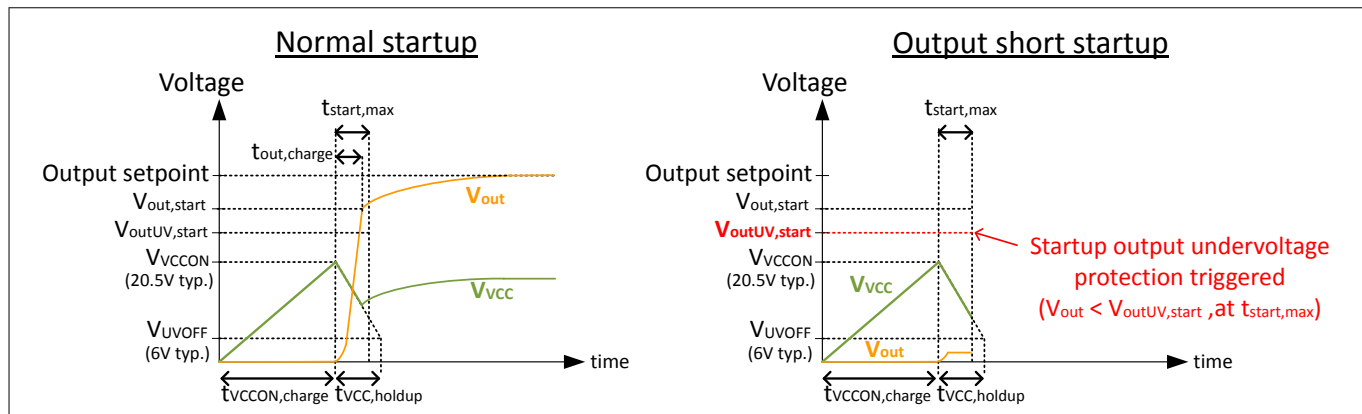 Normal startup
Voltage
tstart,max
tout,charge
Output setpoint
Vout,start
Vout
VoutUV,start
VVCCON
(20.5V typ.)
VVCC
VUVOFF
(6V typ.)
time
tVCCON,charge
tVCC,holdup
Output short startup
Voltage
tstart,max
Output setpoint
Vout,start
VoutUV,start
Startup output undervoltage
protection triggered
(Vout < VoutUV,start ,at tstart,max)
VVCCON
(20.5V typ.)
VVCC
VUVOFF
(6V typ.)
Vout
time
tVCCON,charge
tVCC,holdup